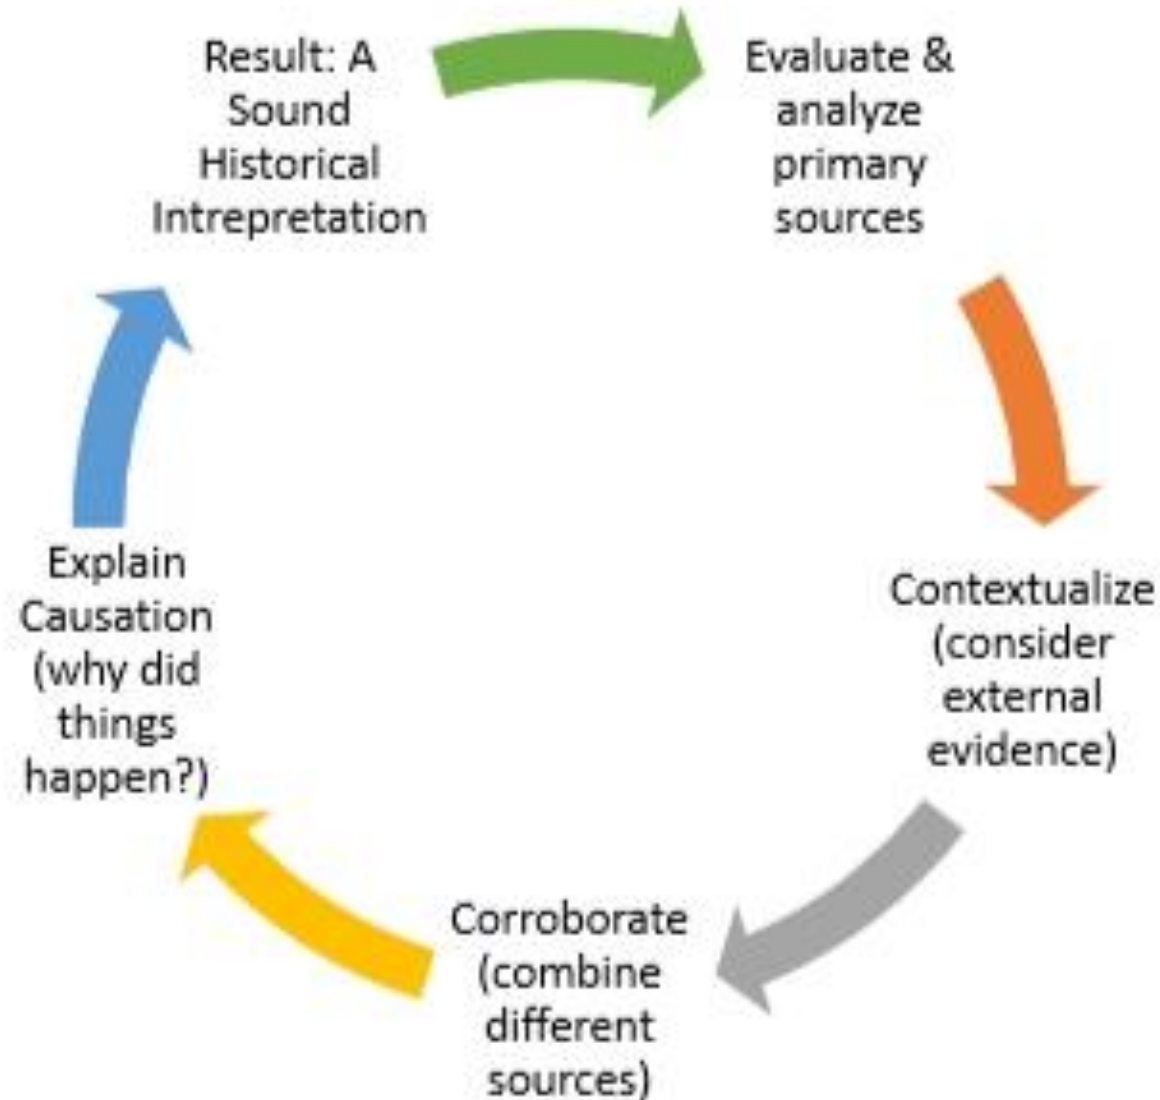 Result: A
Sound
Historical
Intrepretation
Evaluate &
analyze
primary
sources
Contextualize
(consider
external
evidence)
Corroborate
(combine
different
sources)
Explain
Causation
(why did
things
happen?)